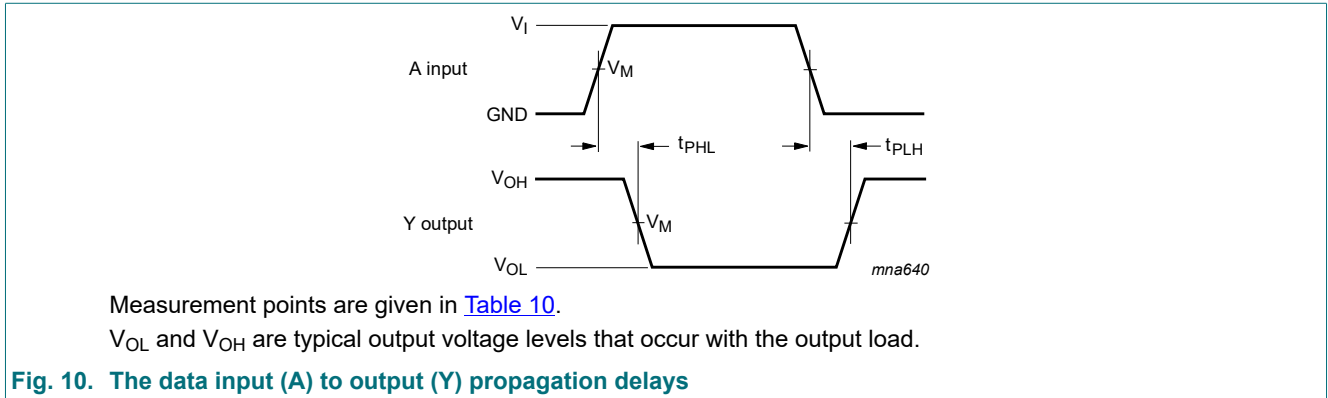 VI
A input
VM
GND
tPHL
tPLH
VOH
Y output
VM
VOL
mna640
Measurement points are given in Table 10.
VOL and VOH are typical output voltage levels that occur with the output load.
Fig. 10. The data input (A) to output (Y) propagation delays